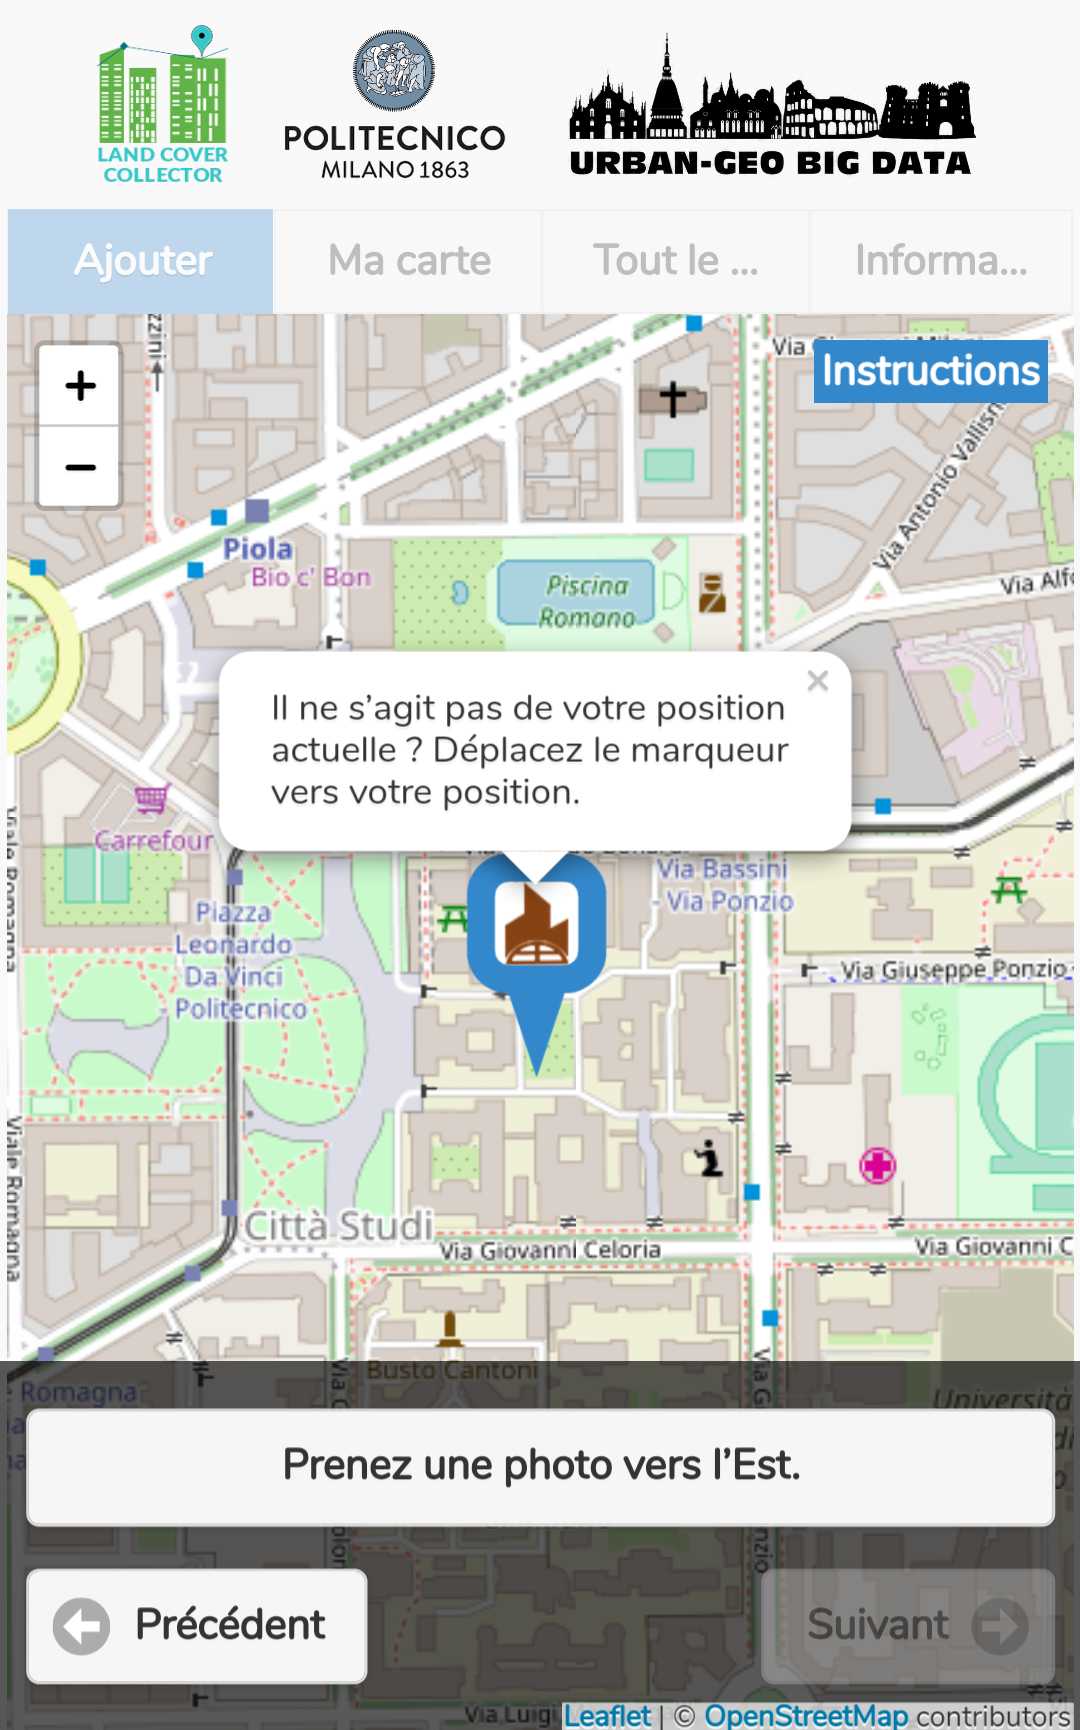 LAND COVER
COLLECTOR
POLITECNICO
MILANO 1863
URBAN-GEO BIG DATA
Ajouter
Ma carte
Tout le ...
Informa...
Instructions
Via Antonio Vallisn
Via Alfo
Piola
Bio c' Bon
Piscina
Romano
Il ne s’agit pas de votre position
actuelle ? Déplacez le marqueur
vers votre position.
×
Carrefour
Viale Romagna
Via Bassini
- Via Ponzio
Piazza
Leonardo
Da Vinci
Politecnico
Via Giuseppe Ponzio
Viale Romagna
Città Studi
Via Giovanni Celoria
Via Giovanni C
Busto Cantoni
Romagna
Università
Prenez une photo vers l’Est.
Précédent
Suivant
Via Luigi
Leaflet | © OpenStreetMap contributors